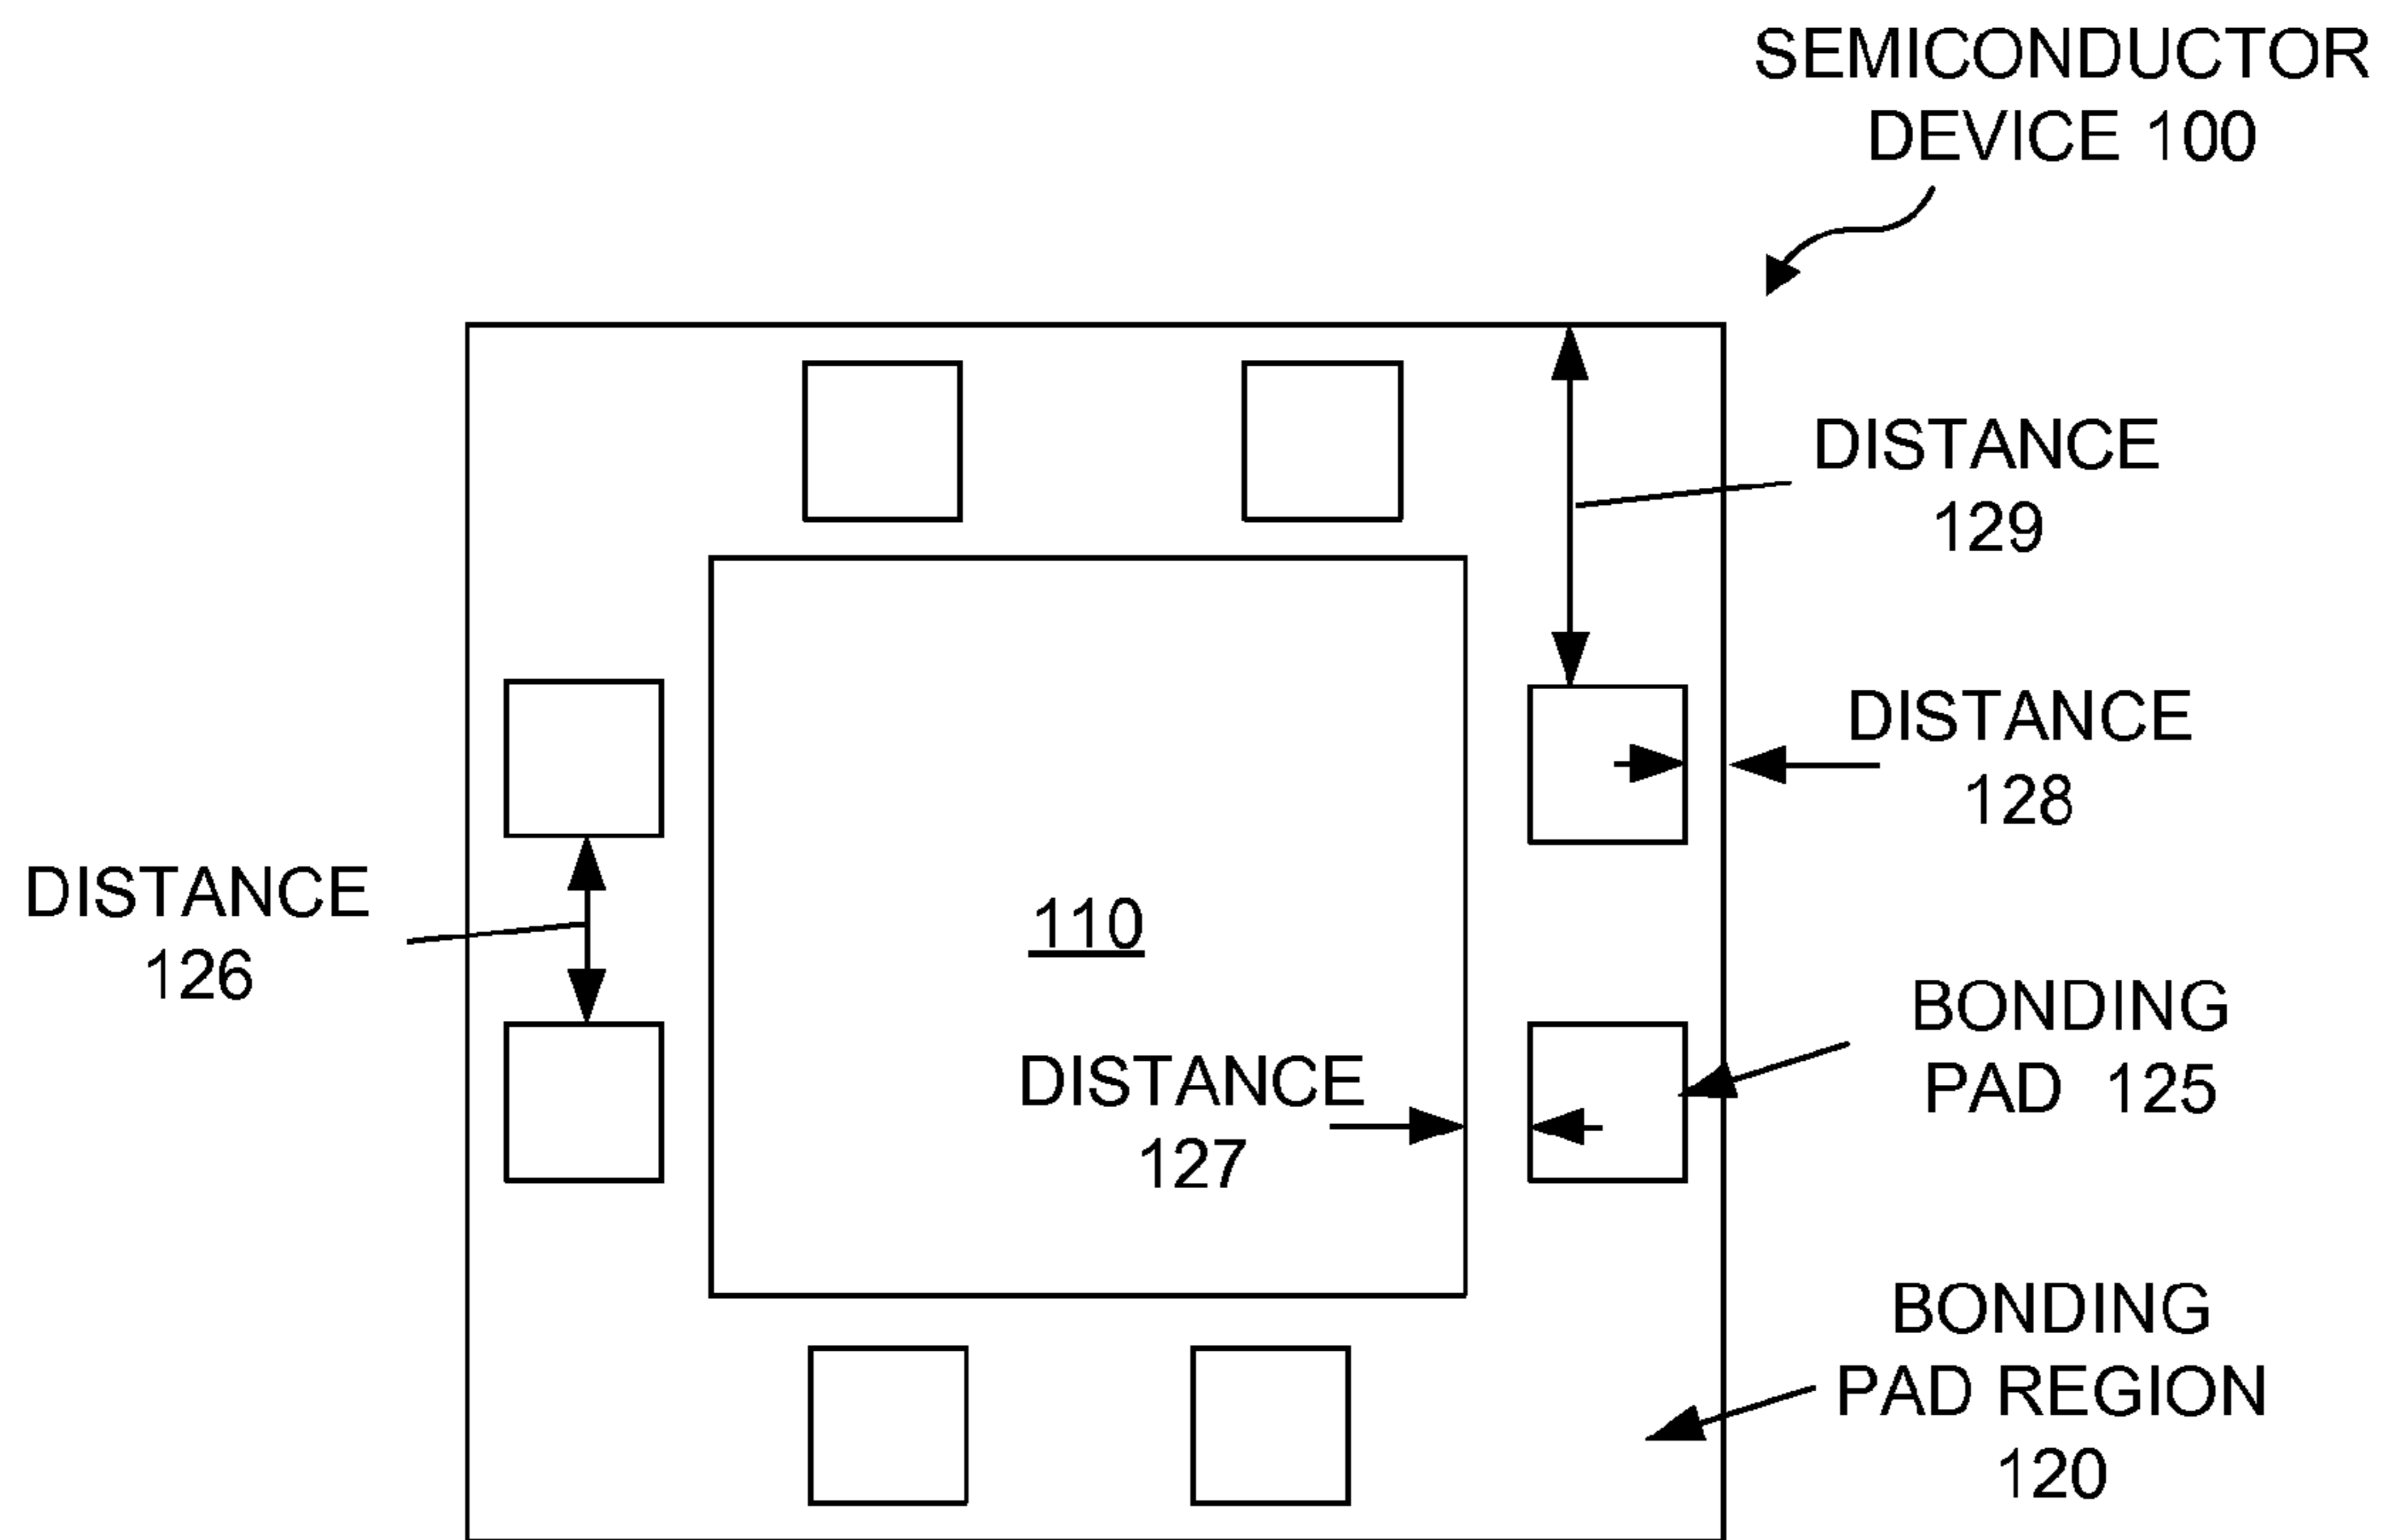 SEMICONDUCTOR
DEVICE 100
DISTANCE
129
DISTANCE
128
DISTANCE
126
110
BONDING
PAD 125
DISTANCE
127
BONDING
PAD REGION
120